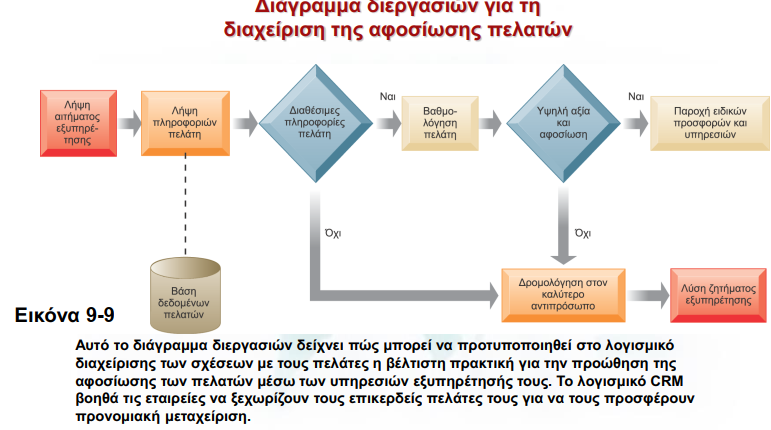 Διάγραμμα διεργασιών για τη
διαχείριση της αφοσίωσης πελατών
Λήψη
αιτήματος
εξυπηρέ-
τησης
Λήψη
πληροφοριών
πελάτη
Διαθέσιμες
πληροφορίες
πελάτη
Ναι
Βαθμο-
λόγηση
πελάτη
Υψηλή αξία
και
αφοσίωση
Ναι
Παροχή ειδικών
προσφορών και
υπηρεσιών
Όχι
Όχι
Βάση
δεδομένων
πελατών
Δρομολόγηση στον
καλύτερο
αντιπρόσωπο
Λύση ζητήματος
εξυπηρέτησης
Εικόνα 9-9
Αυτό το διάγραμμα διεργασιών δείχνει πώς μπορεί να προτυποποιηθεί στο λογισμικό
διαχείρισης των σχέσεων με τους πελάτες η βέλτιστη πρακτική για την προώθηση της
αφοσίωσης των πελατών μέσω των υπηρεσιών εξυπηρέτησής τους. Το λογισμικό CRM
βοηθά τις εταιρείες να ξεχωρίζουν τους επικερδείς πελάτες τους για να τους προσφέρουν
προνομιακή μεταχείριση.